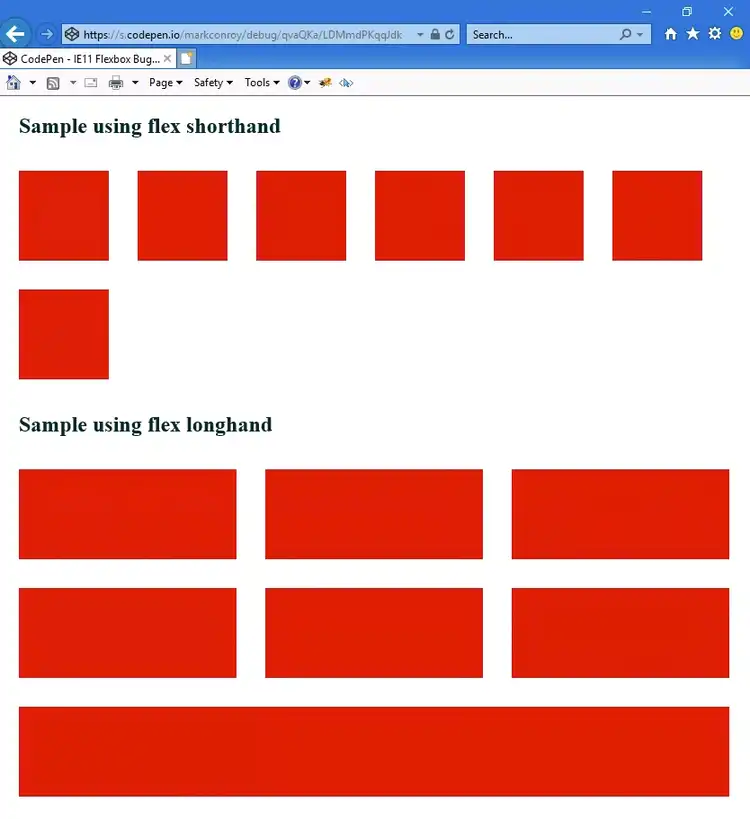 https://s.codepen.io/markconroy/debug/qvaQKa/LDMmdPKqqJdk
Search...
CodePen - IE11 Flexbox Bug...
Page
Safety
Tools
Sample using flex shorthand
Sample using flex longhand